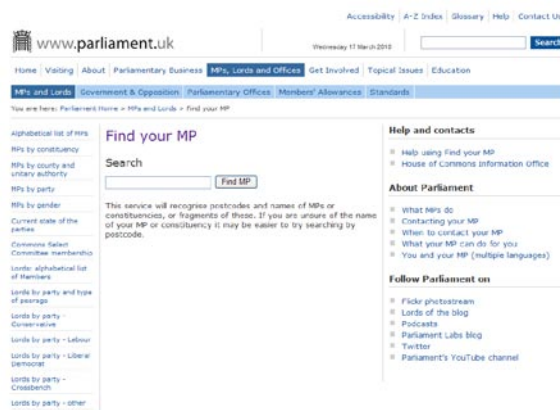 Accessibility | A-Z Index | Glossary | Help | Contact Us
www.parliament.uk
Wednesday 17 March 2010
Search
Home | Visiting | About | Parliamentary Business | MPs, Lords and Offices | Get Involved | Topical Issues | Education
MPs and Lords | Government & Opposition | Parliamentary Offices | Members' Allowances | Standards
You are here: Parliament Home > MPs and Lords > Find your MP
Alphabetical list of MPs
MPs by constituency
MPs by county and
unitary authority
MPs by party
MPs by gender
Current state of the
parties
Commons Select
Committee membership
Lords: alphabetical list
of Members
Lords by party and type
of peerage
Lords by party -
Conservative
Lords by party - Labour
Lords by party - Liberal
Democrat
Lords by party -
Crossbench
Lords by party - other
Find your MP
Search
Find MP
This service will recognise postcodes and names of MPs or
constituencies, or fragments of these. If you are unsure of the name
of your MP or constituency it may be easier to try searching by
postcode.
Help and contacts
Help using Find your MP
House of Commons Information Office
About Parliament
What MPs do
Contacting your MP
When to contact your MP
What your MP can do for you
You and your MP (multiple languages)
Follow Parliament on
Flickr photostream
Lords of the blog
Podcasts
Parliament Labs blog
Twitter
Parliament's YouTube channel